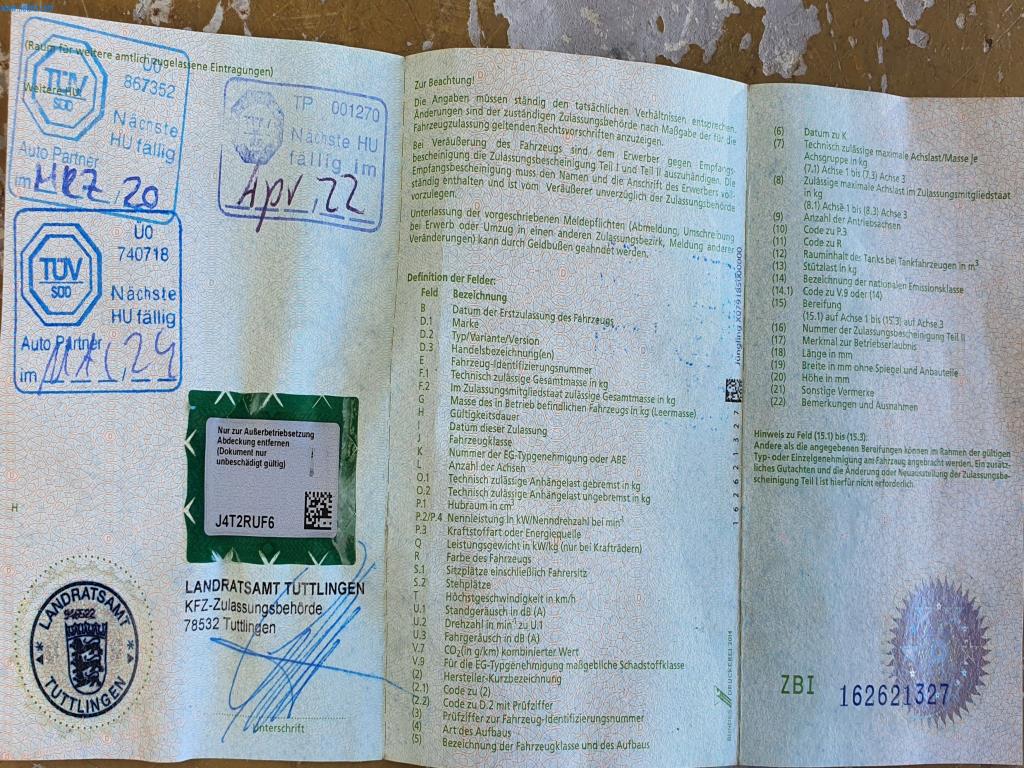 (Raum für weitere amtlich zugelassene Eintragungen)
Weitere HU
TÜV
SÜD
ÜO
867352
Nächste
HU fällig
Auto Partner
im MRZ, 20
TÜV
TP 001270
Nächste HU
fällig im
Apr, 22
TÜV
SÜD
ÜO
740718
Nächste
HU fällig
Auto Partner
im
Nur zur Außerbetriebsetzung
Abdeckung entfernen
(Dokument nur
unbeschädigt gültig)
J4T2RUF6
H
LANDRATSAMT TUTTLINGEN
KFZ-Zulassungsbehörde
78532 Tuttlingen
LANDRATSAMT
TUTTLINGEN
Unterschrift
Zur Beachtung!
Die Angaben müssen ständig den tatsächlichen Verhältnissen entsprechen.
Änderungen sind der zuständigen Zulassungsbehörde nach Maßgabe der für die
Fahrzeugzulassung geltenden Rechtsvorschriften anzuzeigen.
Bei Veräußerung des Fahrzeugs sind dem Erwerber gegen Empfangs-
bescheinigung die Zulassungsbescheinigung Teil I und Teil II auszuhändigen. Die
Empfangsbescheinigung muss den Namen und die Anschrift des Erwerbers voll-
ständig enthalten und ist vom Veräußerer unverzüglich der Zulassungsbehörde
vorzulegen.
Unterlassung der vorgeschriebenen Meldepflichten (Abmeldung, Umschreibung
bei Erwerb oder Umzug in einen anderen Zulassungsbezirk, Meldung anderer
Veränderungen) kann durch Geldbußen geahndet werden.
Definition der Felder:
Feld Bezeichnung
B Datum der Erstzulassung des Fahrzeugs
D.1 Marke
D.2 Typ/Variante/Version
D.3 Handelsbezeichnung(en)
E Fahrzeug-Identifizierungsnummer
F.1 Technisch zulässige Gesamtmasse in kg
F.2 Im Zulassungsmitgliedstaat zulässige Gesamtmasse in kg
G Masse des in Betrieb befindlichen Fahrzeugs in kg (Leermasse)
H Gültigkeitsdauer
I Datum dieser Zulassung
J Fahrzeugklasse
K Nummer der EG-Typgenehmigung oder ABE
L Anzahl der Achsen
O.1 Technisch zulässige Anhängelast gebremst in kg
O.2 Technisch zulässige Anhängelast ungebremst in kg
P.1 Hubraum in cm³
P.2/P.4 Nennleistung in kW/Nenndrehzahl bei min⁻¹
P.3 Kraftstoffart oder Energiequelle
Q Leistungsgewicht in kW/kg (nur bei Krafträdern)
R Farbe des Fahrzeugs
S.1 Sitzplätze einschließlich Fahrersitz
S.2 Stehplätze
T Höchstgeschwindigkeit in km/h
U.1 Standgeräusch in dB (A)
U.2 Drehzahl in min⁻¹ zu U.1
U.3 Fahrgeräusch in dB (A)
V.7 CO₂(in g/km) kombinierter Wert
V.9 Für die EG-Typgenehmigung maßgebliche Schadstoffklasse
(2) Hersteller-Kurzbezeichnung
(2.1) Code zu (2)
(2.2) Code zu D.2 mit Prüfziffer
(3) Prüfziffer zur Fahrzeug-Identifizierungsnummer
(4) Art des Aufbaus
(5) Bezeichnung der Fahrzeugklasse und des Aufbaus
162621327
BUNDESDRUCKEREI 2014
(6) Datum zu K
(7) Technisch zulässige maximale Achslast/Masse je
Achsgruppe in kg
(7.1) Achse 1 bis (7.3) Achse 3
(8) Zulässige maximale Achslast im Zulassungsmitgliedstaat
in kg
(8.1) Achse 1 bis (8.3) Achse 3
(9) Anzahl der Antriebsachsen
(10) Code zu P.3
(11) Code zu R
(12) Rauminhalt des Tanks bei Tankfahrzeugen in m³
(13) Stützlast in kg
(14) Bezeichnung der nationalen Emissionsklasse
(14.1) Code zu V.9 oder (14)
(15) Bereifung
(15.1) auf Achse 1 bis (15.3) auf Achse 3
(16) Nummer der Zulassungsbescheinigung Teil II
(17) Merkmal zur Betriebserlaubnis
(18) Länge in mm
(19) Breite in mm ohne Spiegel und Anbauteile
(20) Höhe in mm
(21) Sonstige Vermerke
(22) Bemerkungen und Ausnahmen
Hinweis zu Feld (15.1) bis (15.3):
Andere als die angegebenen Bereifungen können im Rahmen der gültigen
Typ- oder Einzelgenehmigung am Fahrzeug angebracht werden. Ein zusätz-
liches Gutachten und die Änderung oder Neuausstellung der Zulassungsbe-
scheinigung Teil I ist hierfür nicht erforderlich.
ZBI 162621327